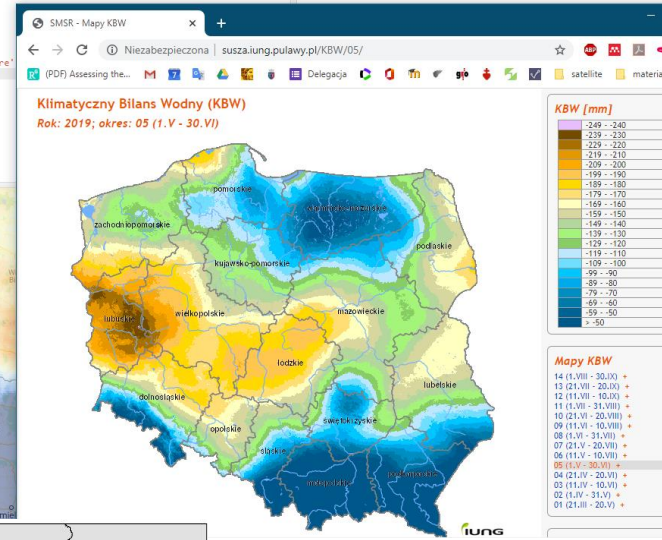 SMSR - Mapy KBW
Niezabezpieczona | susza.iung.pulawy.pl/KBW/05/
(PDF) Assessing the...
Delegacja
satellite
materia
Klimatyczny Bilans Wodny (KBW)
Rok: 2019; okres: 05 (1.V - 30.VI)
pomorskie
zachodniopomorskie
podlaskie
kujawsko-pomorskie
mazowieckie
lubuskie
wielkopolskie
lodzkie
lubelskie
dolnośląskie
świętokrzyskie
opolskie
śląskie
IUNG
KBW [mm]
-249 - -240
-239 - -230
-229 - -220
-219 - -210
-209 - -200
-199 - -190
-189 - -180
-179 - -170
-169 - -160
-159 - -150
-149 - -140
-139 - -130
-129 - -120
-119 - -110
-109 - -100
-99 - -90
-89 - -80
-79 - -70
-69 - -60
-59 - -50
> -50
Mapy KBW
14 (1.VIII - 30.IX) +
13 (21.VII - 20.IX) +
12 (11.VII - 10.IX) +
11 (1.VII - 31.VIII) +
10 (21.VI - 20.VIII) +
09 (11.VI - 10.VIII) +
08 (1.VI - 31.VII) +
07 (21.V - 20.VII) +
06 (11.V - 10.VII) +
05 (1.V - 30.VI) +
04 (21.IV - 20.VI) +
03 (11.IV - 10.VI) +
02 (1.IV - 31.V) +
01 (21.III - 20.V) +